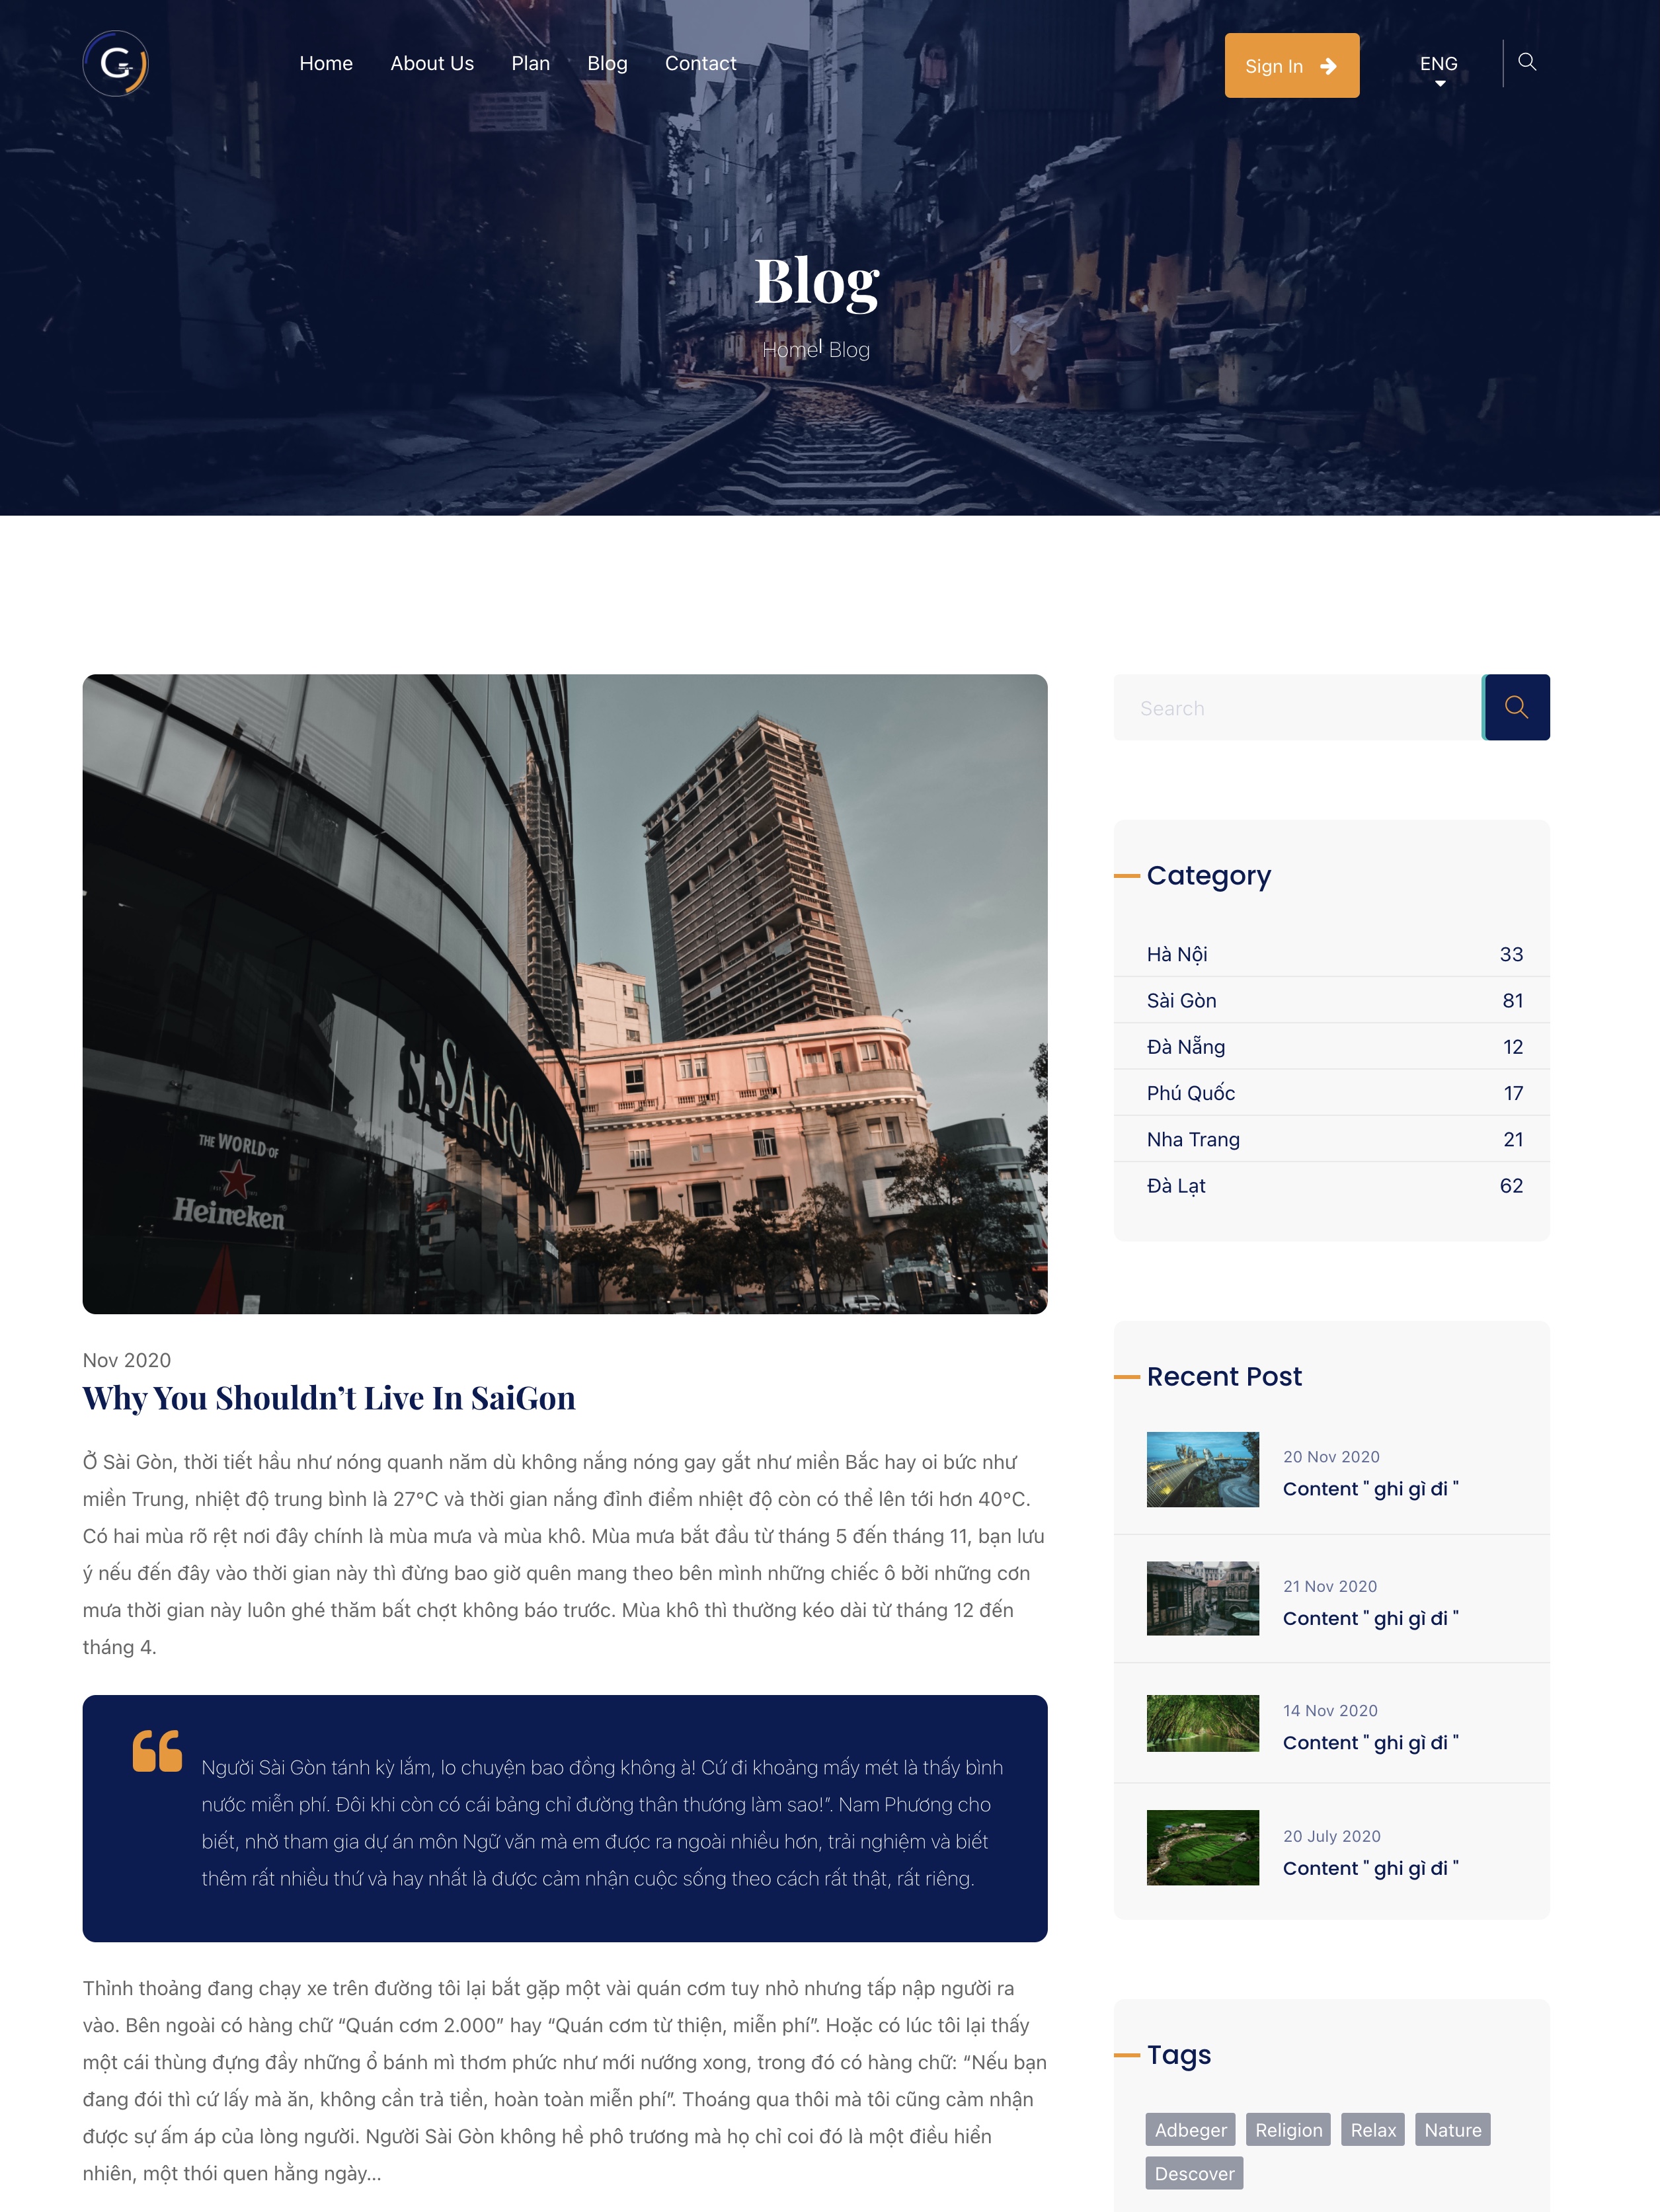 G
Home About Us Plan Blog Contact
Sign In
ENG
Blog
Home| Blog
SAIGON
THE WORLD OF
Heineken
Nov 2020
Why You Shouldn’t Live In SaiGon
Ở Sài Gòn, thời tiết hầu như nóng quanh năm dù không nắng nóng gay gắt như miền Bắc hay oi bức như
miền Trung, nhiệt độ trung bình là 27°C và thời gian nắng đỉnh điểm nhiệt độ còn có thể lên tới hơn 40°C.
Có hai mùa rõ rệt nơi đây chính là mùa mưa và mùa khô. Mùa mưa bắt đầu từ tháng 5 đến tháng 11, bạn lưu
ý nếu đến đây vào thời gian này thì đừng bao giờ quên mang theo bên mình những chiếc ô bởi những cơn
mưa thời gian này luôn ghé thăm bất chợt không báo trước. Mùa khô thì thường kéo dài từ tháng 12 đến
tháng 4.
“
Người Sài Gòn tánh kỳ lắm, lo chuyện bao đồng không à! Cứ đi khoảng mấy mét là thấy bình
nước miễn phí. Đôi khi còn có cái bảng chỉ đường thân thương làm sao!”. Nam Phương cho
biết, nhờ tham gia dự án môn Ngữ văn mà em được ra ngoài nhiều hơn, trải nghiệm và biết
thêm rất nhiều thứ và hay nhất là được cảm nhận cuộc sống theo cách rất thật, rất riêng.
Thỉnh thoảng đang chạy xe trên đường tôi lại bắt gặp một vài quán cơm tuy nhỏ nhưng tấp nập người ra
vào. Bên ngoài có hàng chữ “Quán cơm 2.000” hay “Quán cơm từ thiện, miễn phí”. Hoặc có lúc tôi lại thấy
một cái thùng đựng đầy những ổ bánh mì thơm phức như mới nướng xong, trong đó có hàng chữ: “Nếu bạn
đang đói thì cứ lấy mà ăn, không cần trả tiền, hoàn toàn miễn phí”. Thoáng qua thôi mà tôi cũng cảm nhận
được sự ấm áp của lòng người. Người Sài Gòn không hề phô trương mà họ chỉ coi đó là một điều hiển
nhiên, một thói quen hằng ngày...
Search
Category
Hà Nội 33
Sài Gòn 81
Đà Nẵng 12
Phú Quốc 17
Nha Trang 21
Đà Lạt 62
Recent Post
20 Nov 2020
Content " ghi gì đi "
21 Nov 2020
Content " ghi gì đi "
14 Nov 2020
Content " ghi gì đi "
20 July 2020
Content " ghi gì đi "
Tags
Adbeger Religion Relax Nature
Descover